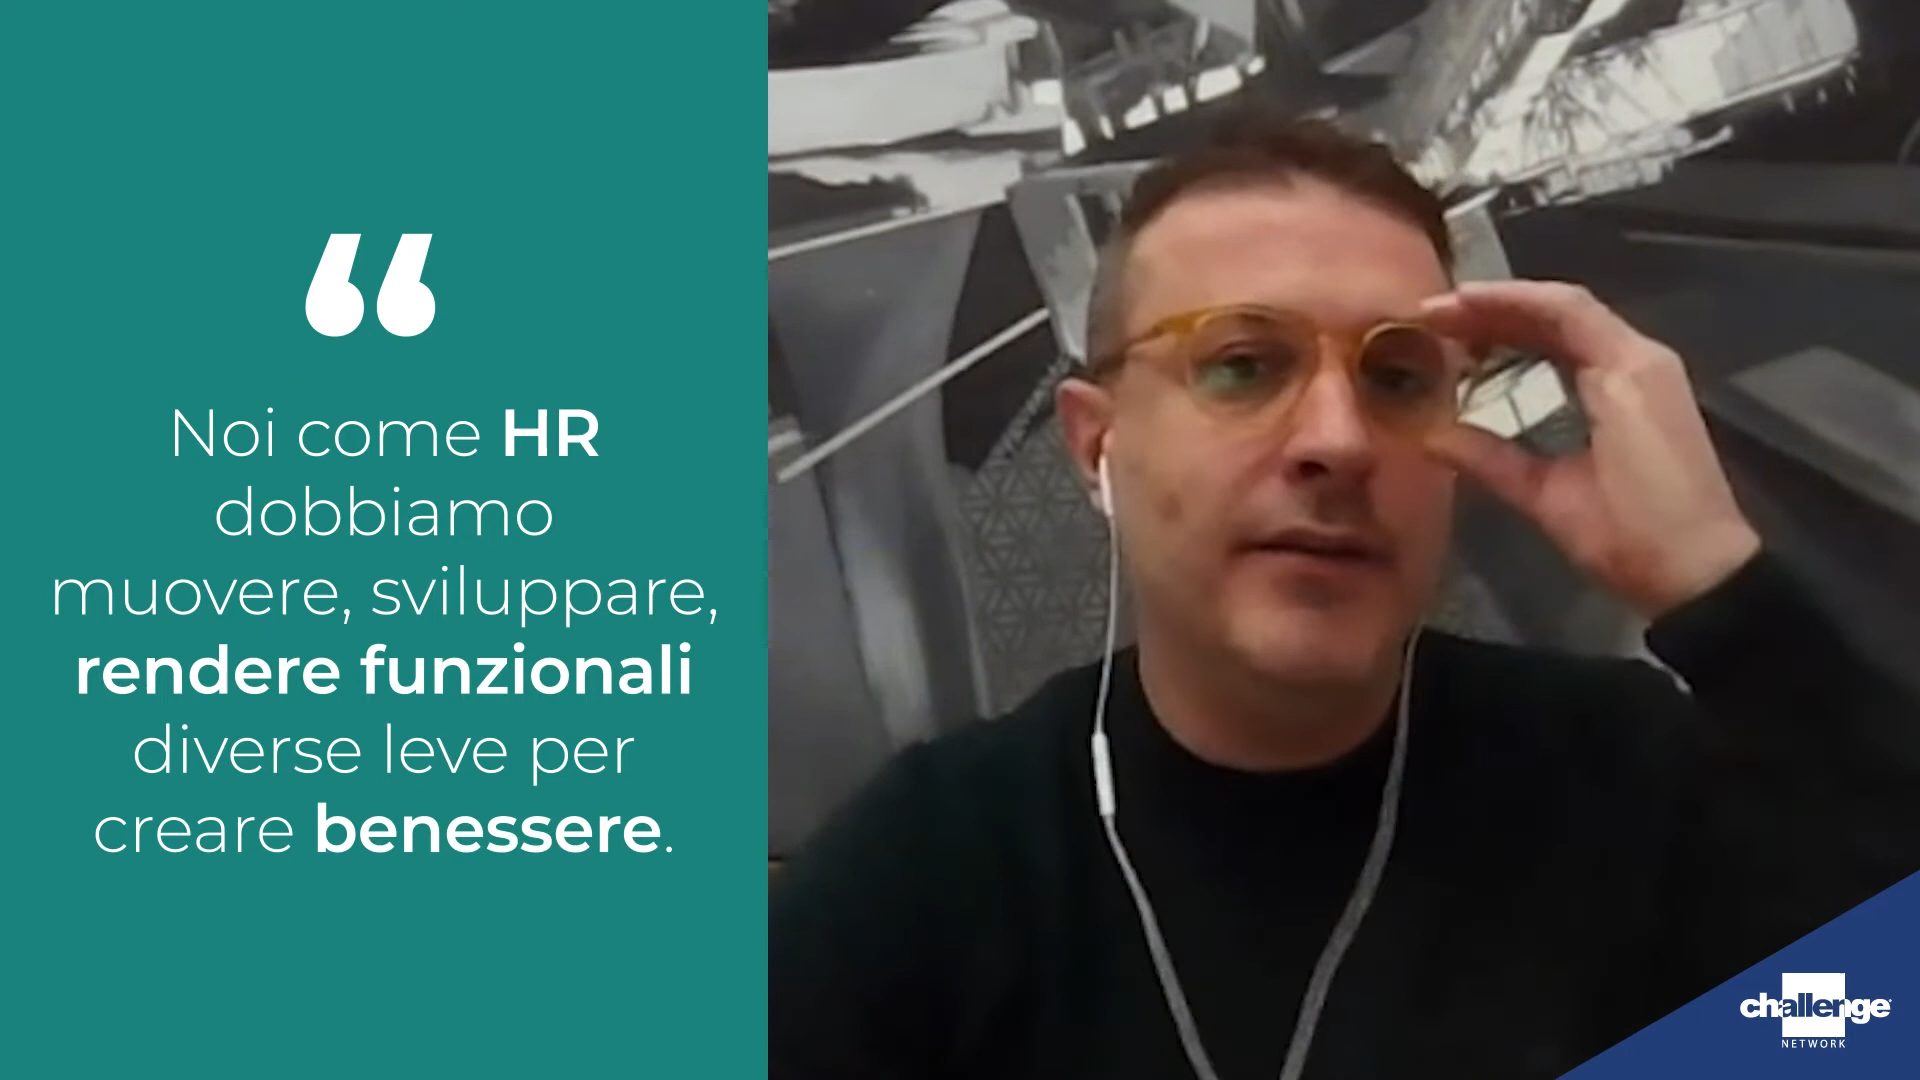 “
Noi come HR
dobbiamo
muovere, sviluppare,
rendere funzionali
diverse leve per
creare benessere.
challenge
NETWORK